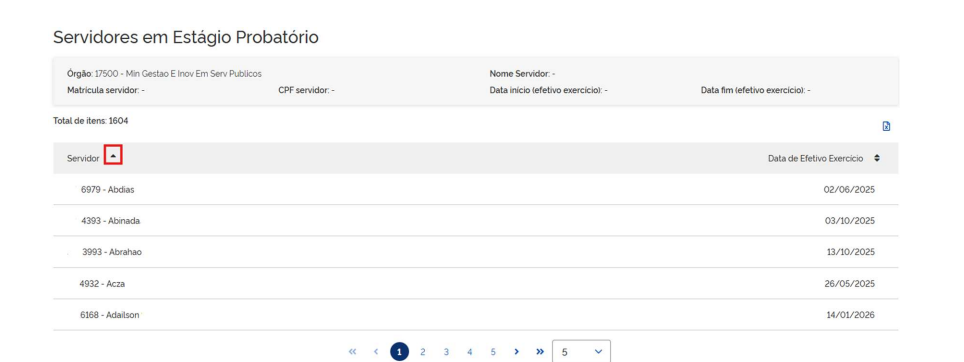 Servidores em Estágio Probatório
Órgão: 17500 - Min Gestao E Inov Em Serv Publicos Nome Servidor: -
Matrícula servidor: - CPF servidor: - Data início (efetivo exercício): - Data fim (efetivo exercício): -
Total de itens: 1604
Servidor Data de Efetivo Exercício
6979 - Abdias 02/06/2025
4393 - Abinada 03/10/2025
3993 - Abrahao 13/10/2025
4932 - Acza 26/05/2025
6168 - Adailson 14/01/2026
« ‹ 1 2 3 4 5 › » 5